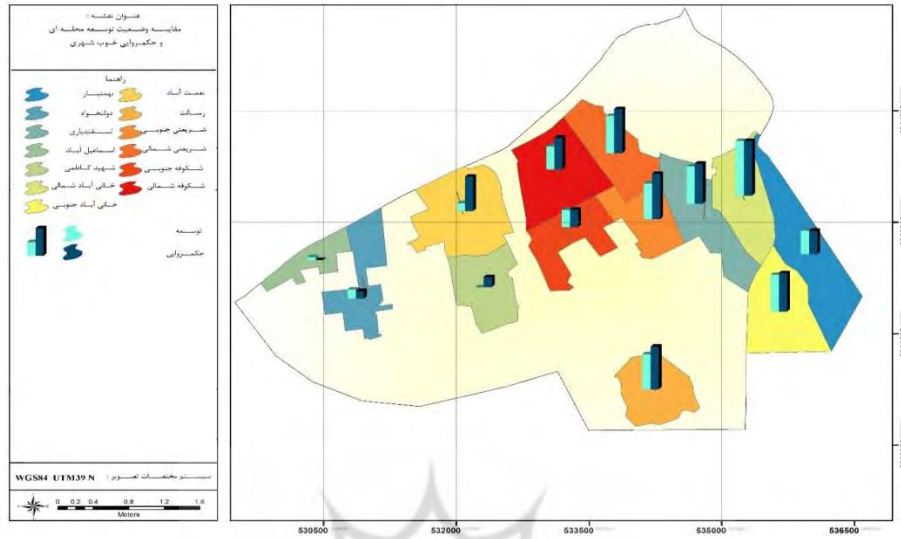 عنوان نقشه :
مقایسه وضعیت توسعه محله ای
و حکمروایی خوب شهری
راهنما
نعمت آباد
بهمنیار
رسالت
دولتخواه
شریعتی جنوبی
اسفندیاری
شریعتی شمالی
اسماعیل آباد
شکوفه جنوبی
شهید کاظمی
شکوفه شمالی
خانی آباد شمالی
خانی آباد جنوبی
توسعه
حکمروایی
سیستم مختصات تصویر : WGS84 UTM39 N
0 0.2 0.4 0.8 1.2 1.6
Meters
530500 532000 533500 535000 536500